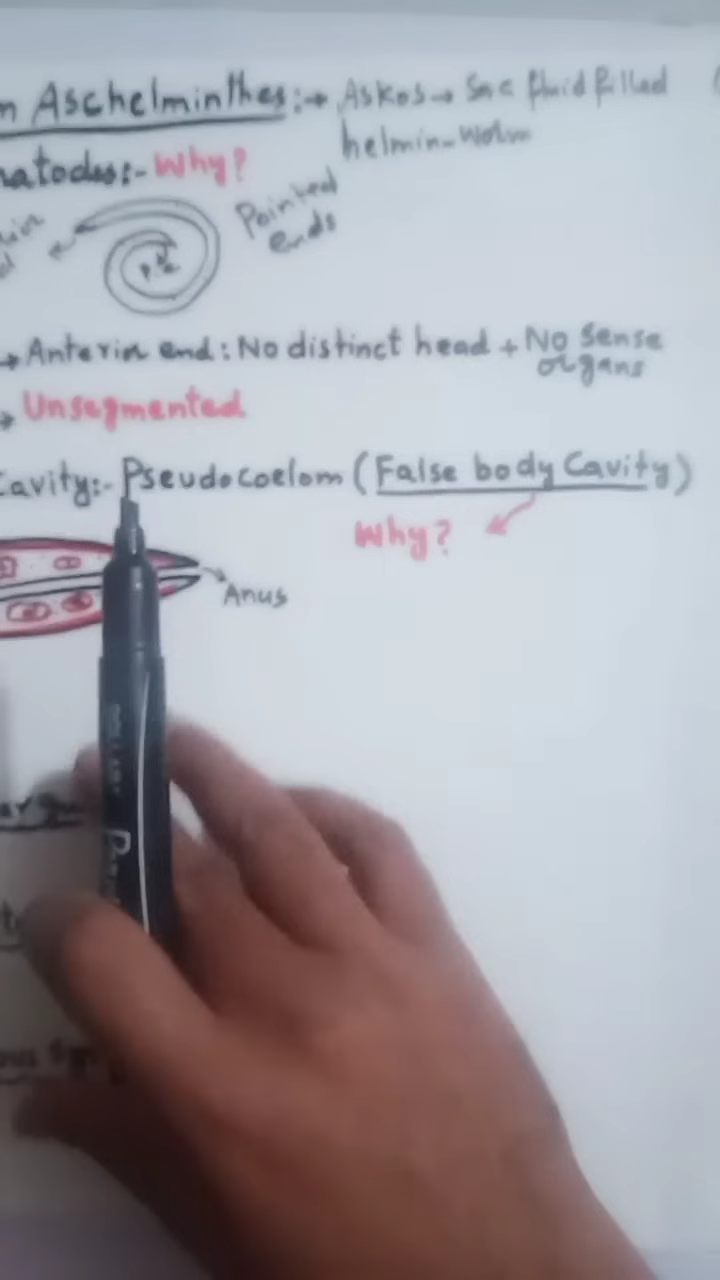 m Aschelminthes:→ Askos→ Sac fluid filled
helmin-Worm
matodes:- Why?
Pointed
ends
→Anterior end: No distinct head + No sense
organs
→ Unsegmented
Cavity:- Pseudocoelom (False body Cavity)
Why?
→Anus